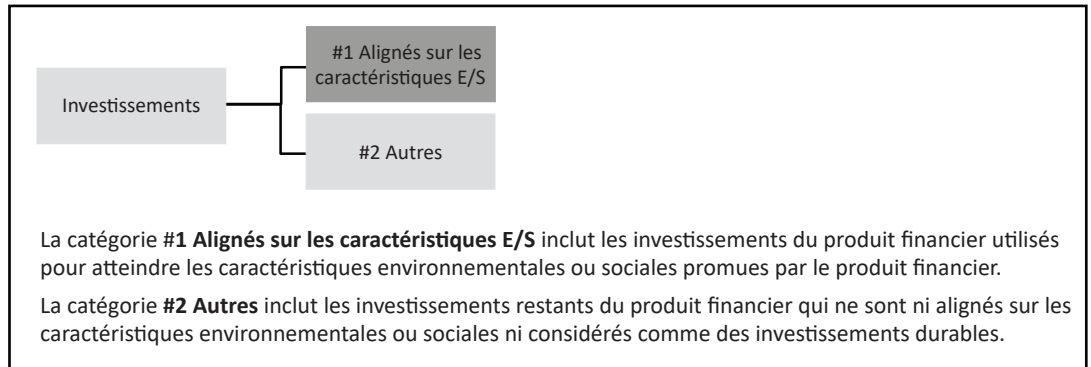 #1 Alignés sur les
caractéristiques E/S
Investissements
#2 Autres
La catégorie #1 Alignés sur les caractéristiques E/S inclut les investissements du produit financier utilisés
pour atteindre les caractéristiques environnementales ou sociales promues par le produit financier.
La catégorie #2 Autres inclut les investissements restants du produit financier qui ne sont ni alignés sur les
caractéristiques environnementales ou sociales ni considérés comme des investissements durables.